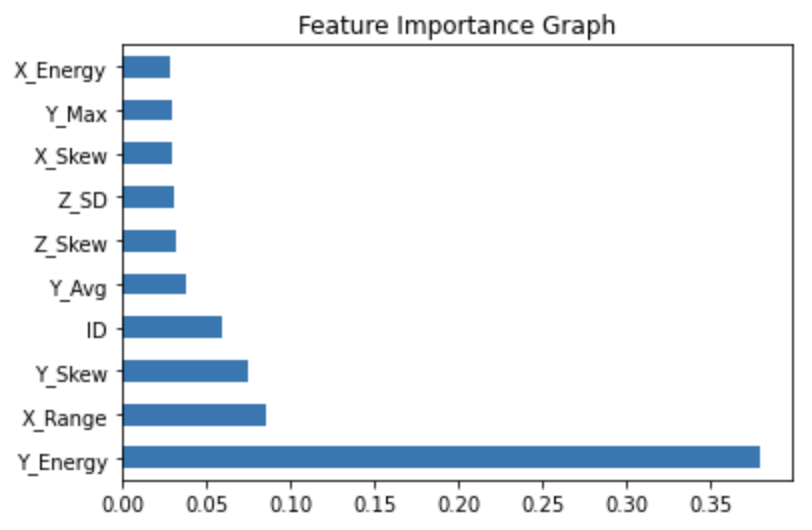 Feature Importance Graph
X_Energy
Y_Max
X_Skew
Z_SD
Z_Skew
Y_Avg
ID
Y_Skew
X_Range
Y_Energy
0.00 0.05 0.10 0.15 0.20 0.25 0.30 0.35